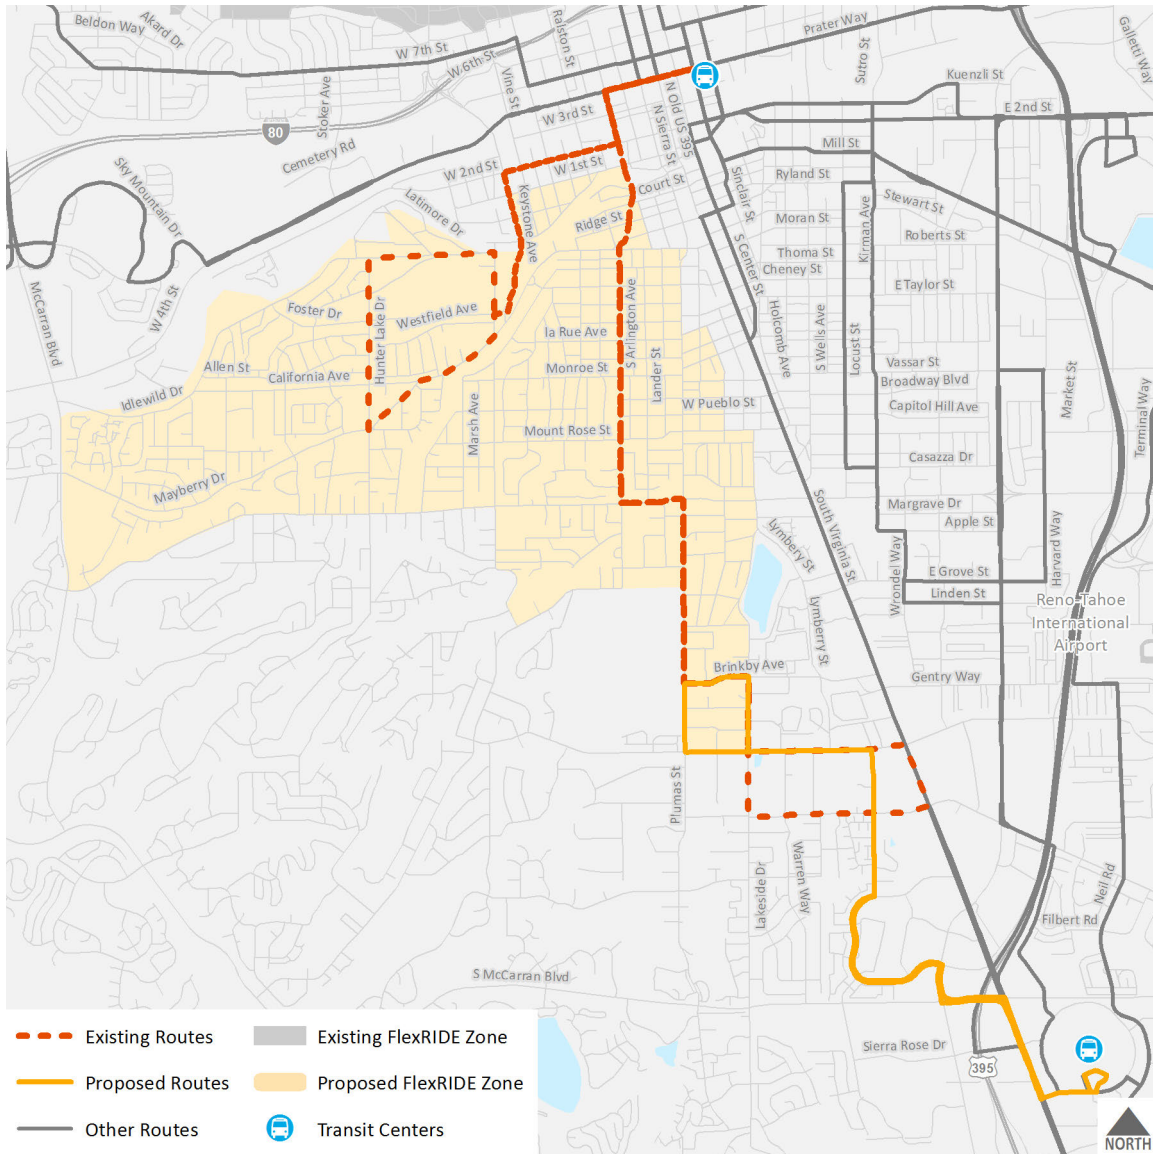 Beldon Way
Akard Dr
W 7th St
W 6th St
Ralston St
Vine St
Prater Way
Sutro St
Galletti Way
Kuenzli St
E 2nd St
Stoker Ave
80
Cemetery Rd
W 3rd St
N Old US 395
N Sierra St
Mill St
W 2nd St
W 1st St
Sky Mountain Dr
Latimore Dr
Keystone Ave
Court St
Ridge St
Sinclair St
Ryland St
Moran St
Kirman Ave
Stewart St
Roberts St
Thoma St
Cheney St
S Center St
E Taylor St
McCarran Blvd
W 4th St
Foster Dr
Hunter Lake Dr
Westfield Ave
la Rue Ave
S Arlington Ave
Lander St
Holcomb Ave
S Wells Ave
Locust St
Vassar St
Broadway Blvd
Market St
Terminal Way
Allen St
California Ave
Monroe St
Idlewild Dr
Marsh Ave
W Pueblo St
Capitol Hill Ave
Mount Rose St
Casazza Dr
Mayberry Dr
South Virginia St
Margrave Dr
Apple St
Lymbery St
Wrondel Way
Harvard Way
E Grove St
Linden St
Reno-Tahoe
International
Airport
Lymberry St
Brinkby Ave
Gentry Way
Plumas St
Lakeside Dr
Warren Way
Neil Rd
Filbert Rd
S McCarran Blvd
Sierra Rose Dr
395
Existing Routes
Existing FlexRIDE Zone
Proposed Routes
Proposed FlexRIDE Zone
Other Routes
Transit Centers
NORTH